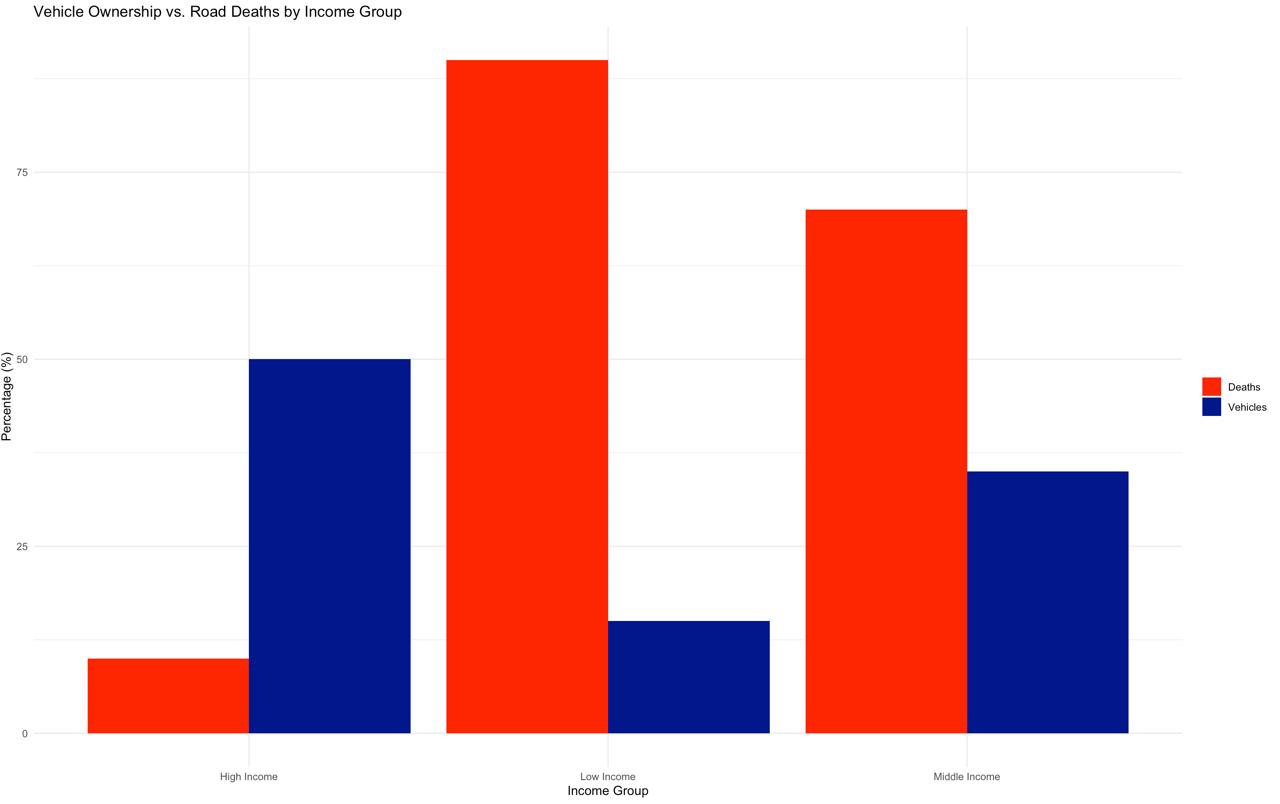 Vehicle Ownership vs. Road Deaths by Income Group
Percentage (%)
75
50
25
0
High Income
Low Income
Middle Income
Income Group
Deaths
Vehicles